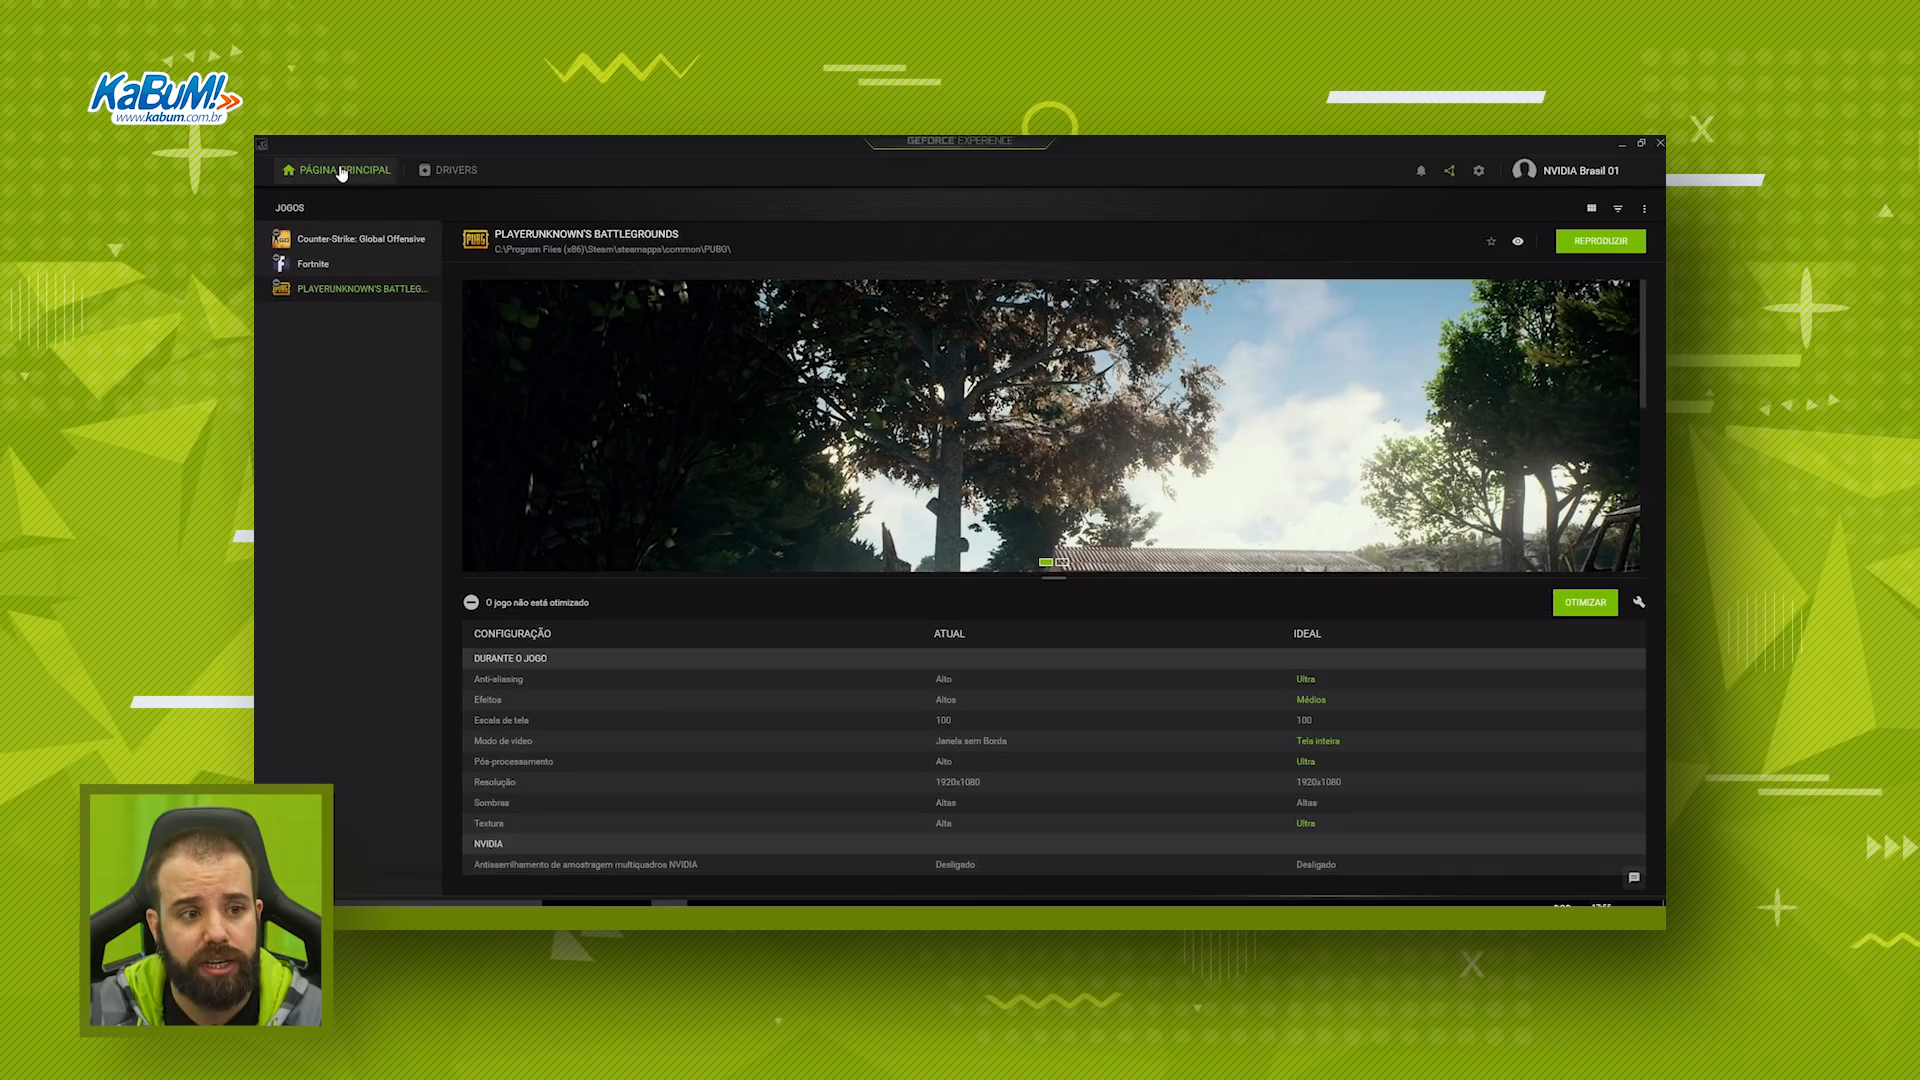 KaBuM!
www.kabum.com.br
GEFORCE EXPERIENCE
PÁGINA PRINCIPAL
DRIVERS
NVIDIA Brasil 01
JOGOS
Counter-Strike: Global Offensive
Fortnite
PLAYERUNKNOWN'S BATTLEG...
PLAYERUNKNOWN'S BATTLEGROUNDS
C:\Program Files (x86)\Steam\steamapps\common\PUBG\
REPRODUZIR
O jogo não está otimizado
OTIMIZAR
CONFIGURAÇÃO ATUAL IDEAL
DURANTE O JOGO
Anti-aliasing Alto Ultra
Efeitos Altos Médios
Escala de tela 100 100
Modo de vídeo Janela sem Borda Tela inteira
Pós-processamento Alto Ultra
Resolução 1920x1080 1920x1080
Sombras Altas Altas
Textura Alta Ultra
NVIDIA
Antisserrilhamento de amostragem multiquadros NVIDIA Desligado Desligado